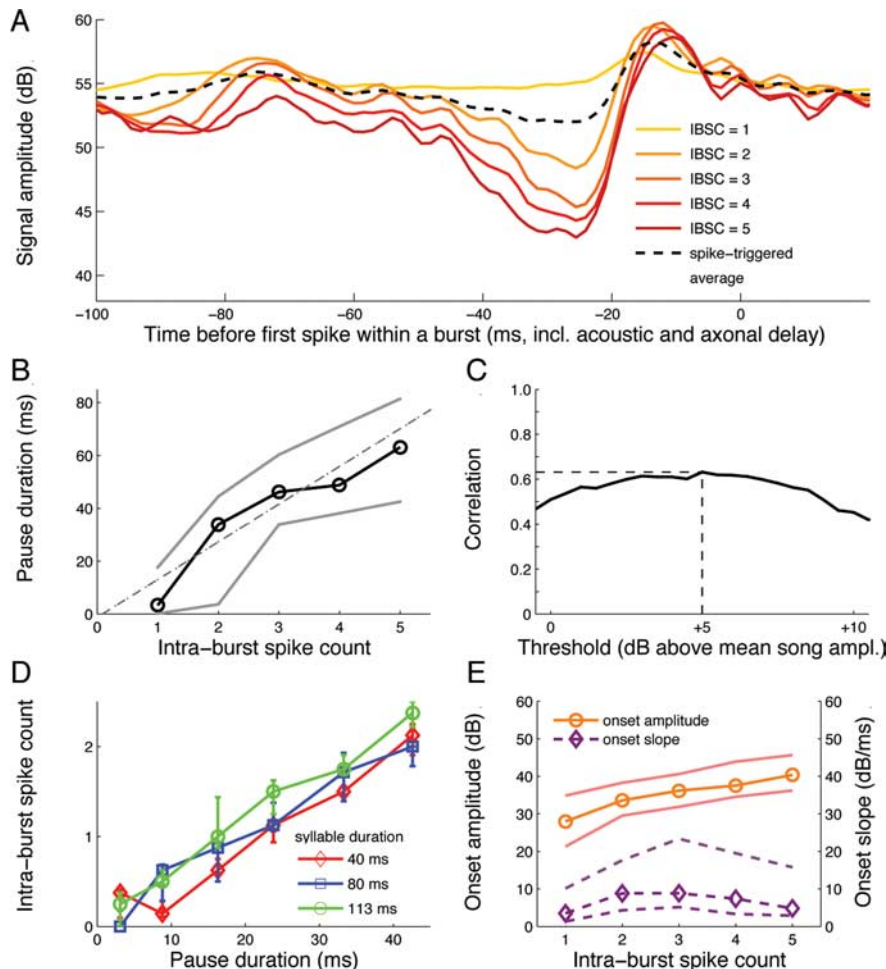 A
Signal amplitude (dB)
60
55
50
45
40
IBSC = 1
IBSC = 2
IBSC = 3
IBSC = 4
IBSC = 5
spike-triggered
average
-100
-80
-60
-40
-20
0
Time before first spike within a burst (ms, incl. acoustic and axonal delay)
B
Pause duration (ms)
80
60
40
20
0
0
1
2
3
4
5
Intra-burst spike count
C
Correlation
1.0
0.8
0.6
0.4
0.2
0
0
+5
+10
Threshold (dB above mean song ampl.)
D
Intra-burst spike count
2
1
0
syllable duration
40 ms
80 ms
113 ms
0
10
20
30
40
Pause duration (ms)
E
Onset amplitude (dB)
60
50
40
30
20
10
0
onset amplitude
onset slope
60
50
40
30
20
10
0
Onset slope (dB/ms)
1
2
3
4
5
Intra-burst spike count